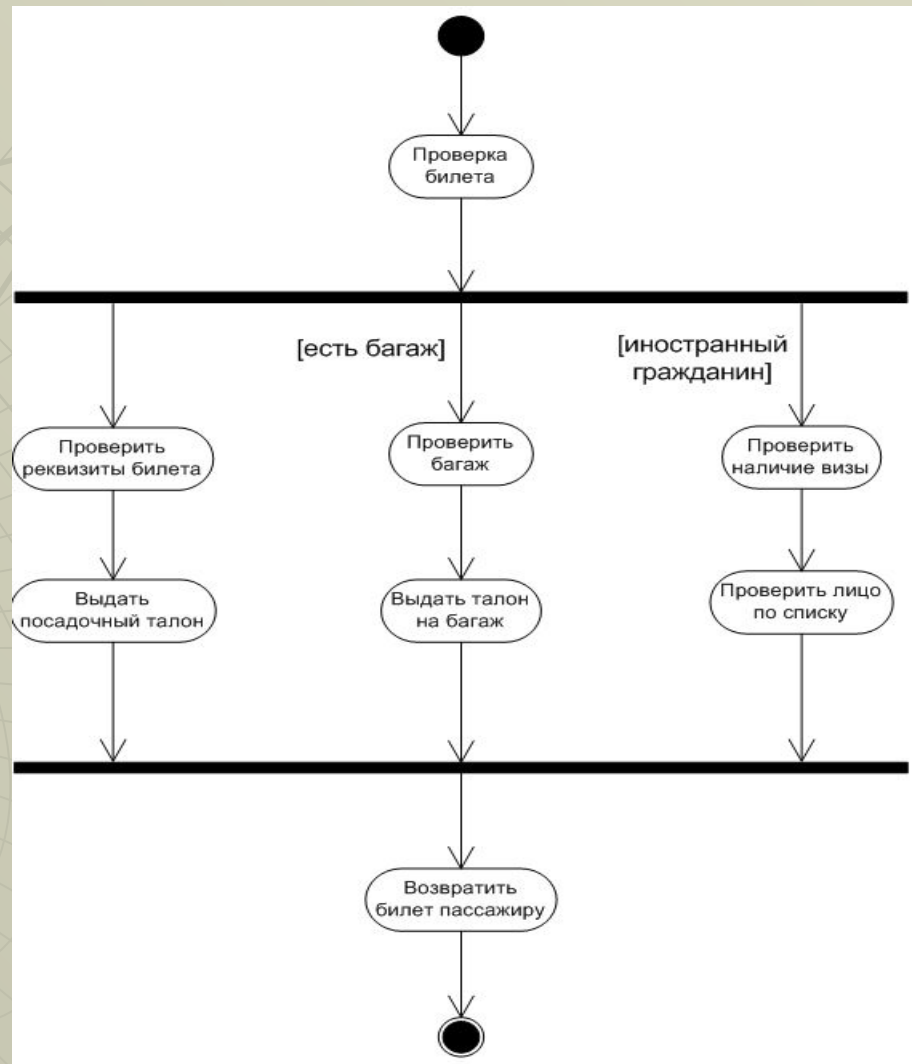 Проверка
билета
[есть багаж]
[иностранный
гражданин]
Проверить
реквизиты билета
Проверить
багаж
Проверить
наличие визы
Выдать
посадочный талон
Выдать талон
на багаж
Проверить лицо
по списку
Возвратить
билет пассажиру